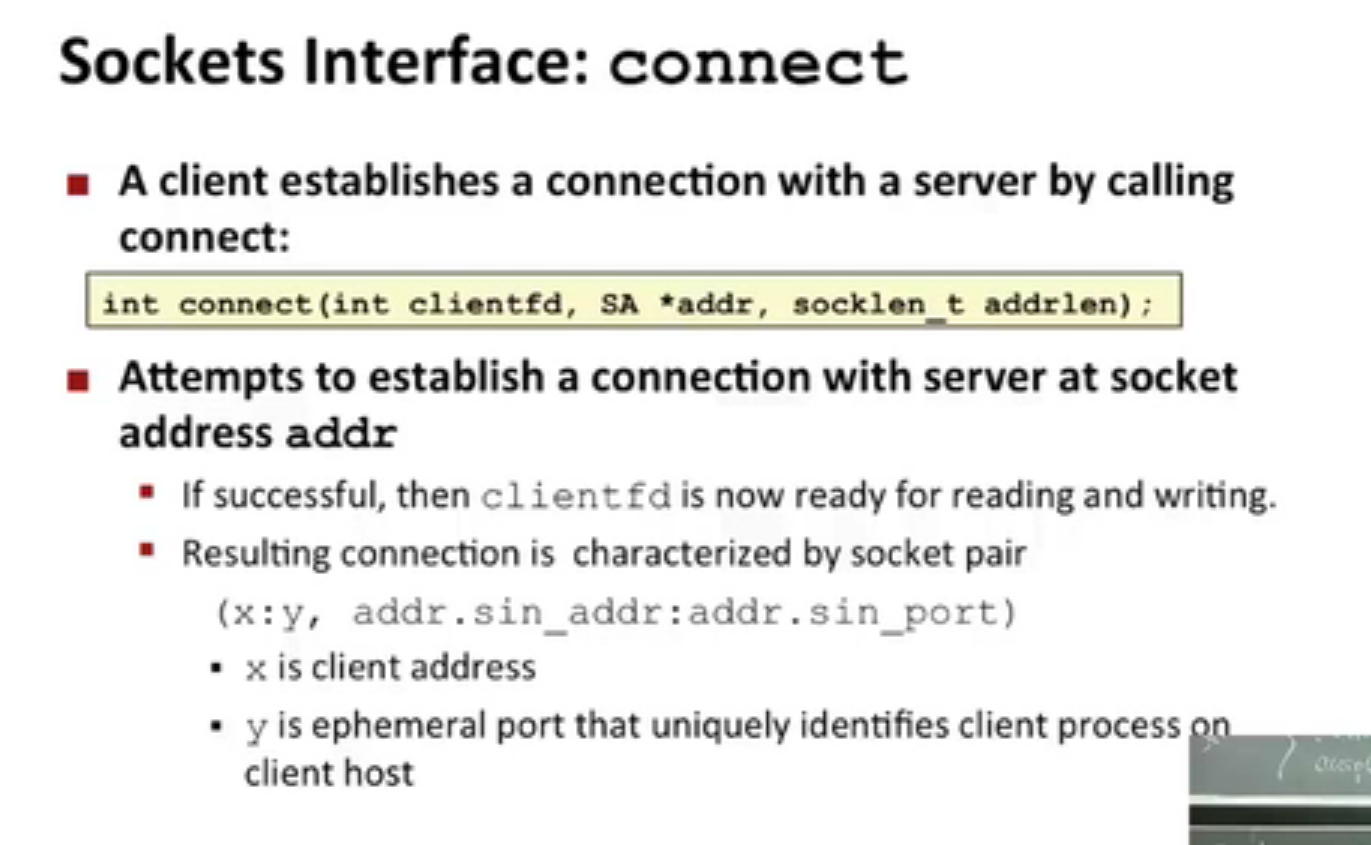 Sockets Interface: connect
A client establishes a connection with a server by calling
connect:
int connect(int clientfd, SA *addr, socklen_t addrlen);
Attempts to establish a connection with server at socket
address addr
If successful, then clientfd is now ready for reading and writing.
Resulting connection is characterized by socket pair
(x:y, addr.sin_addr:addr.sin_port)
x is client address
y is ephemeral port that uniquely identifies client process on
client host